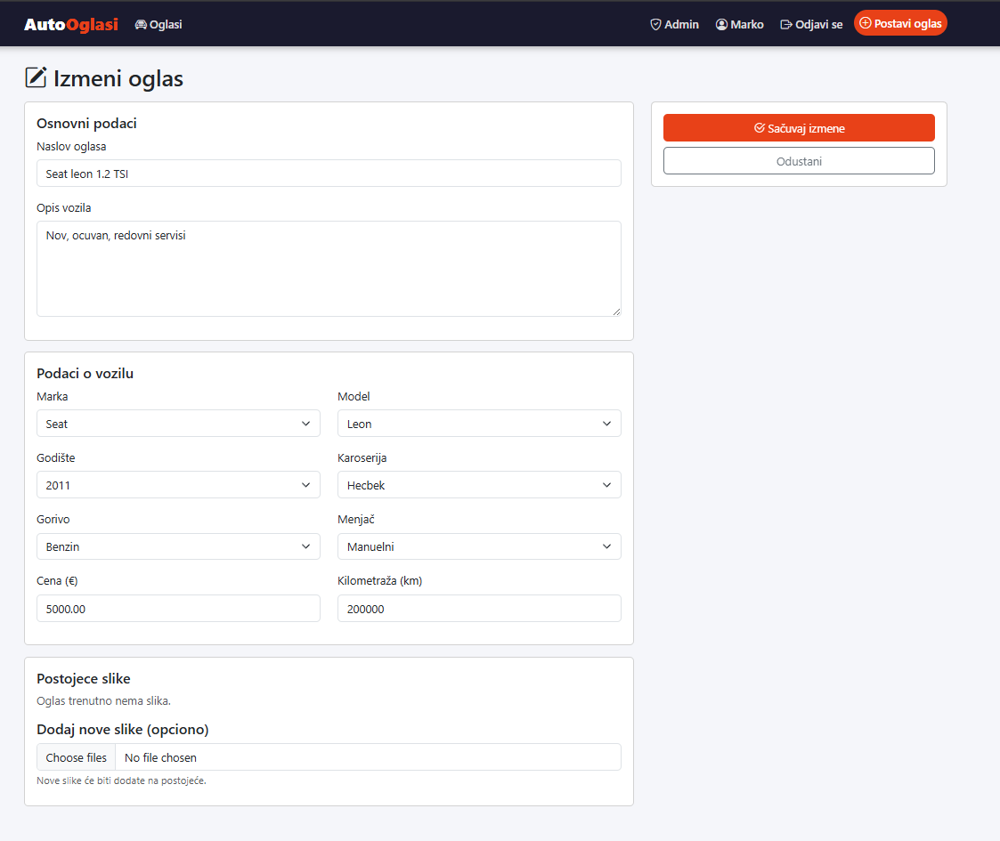 AutoOglasi Oglasi Admin Marko Odjavi se Postavi oglas
Izmeni oglas
Osnovni podaci
Naslov oglasa
Seat leon 1.2 TSI
Opis vozila
Nov, ocuvan, redovni servisi
Sačuvaj izmene
Odustani
Podaci o vozilu
Marka Model
Seat Leon
Godište Karoserija
2011 Hecbek
Gorivo Menjač
Benzin Manuelni
Cena (€) Kilometraža (km)
5000.00 200000
Postojece slike
Oglas trenutno nema slika.
Dodaj nove slike (opciono)
Choose files No file chosen
Nove slike će biti dodate na postojeće.